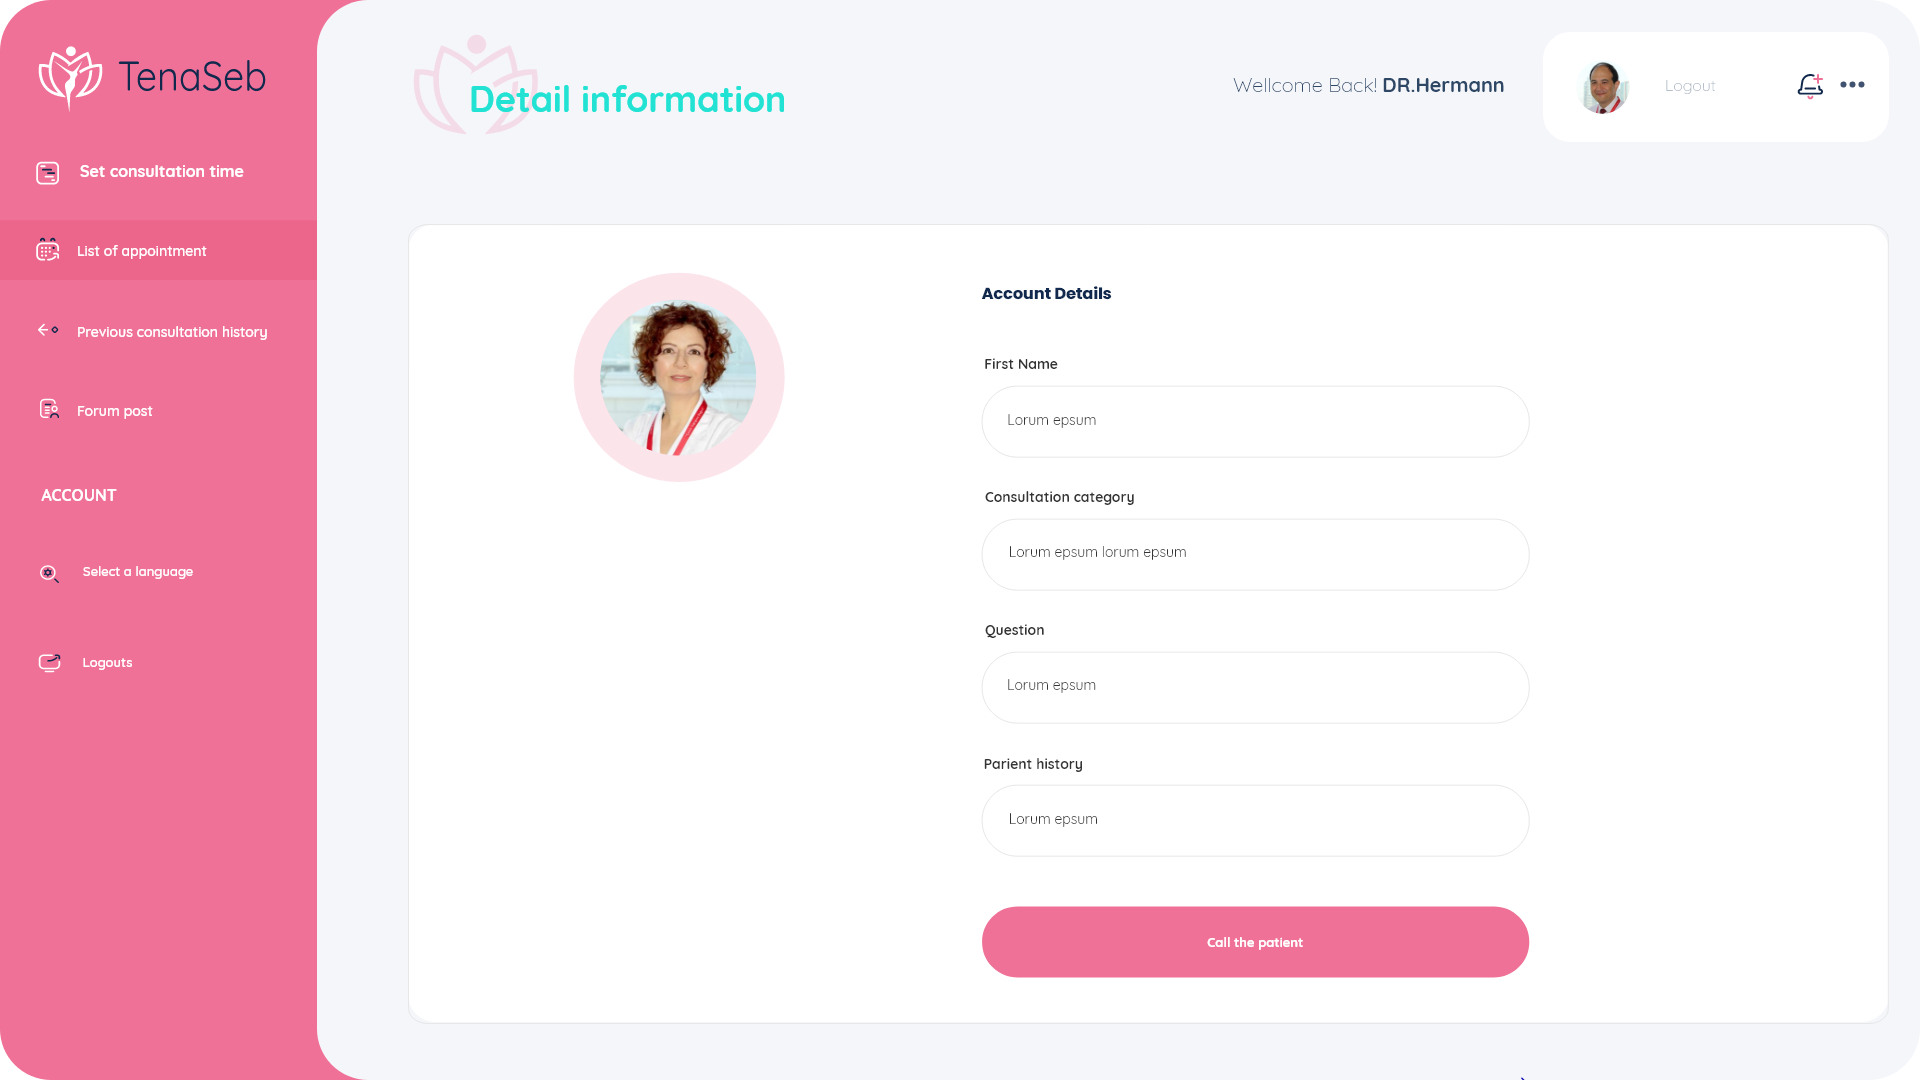 TenaSeb
Set consultation time
List of appointment
Previous consultation history
Forum post
ACCOUNT
Select a language
Logouts
Detail information
Wellcome Back! DR.Hermann
Logout
Account Details
First Name
Lorum epsum
Consultation category
Lorum epsum lorum epsum
Question
Lorum epsum
Parient history
Lorum epsum
Call the patient